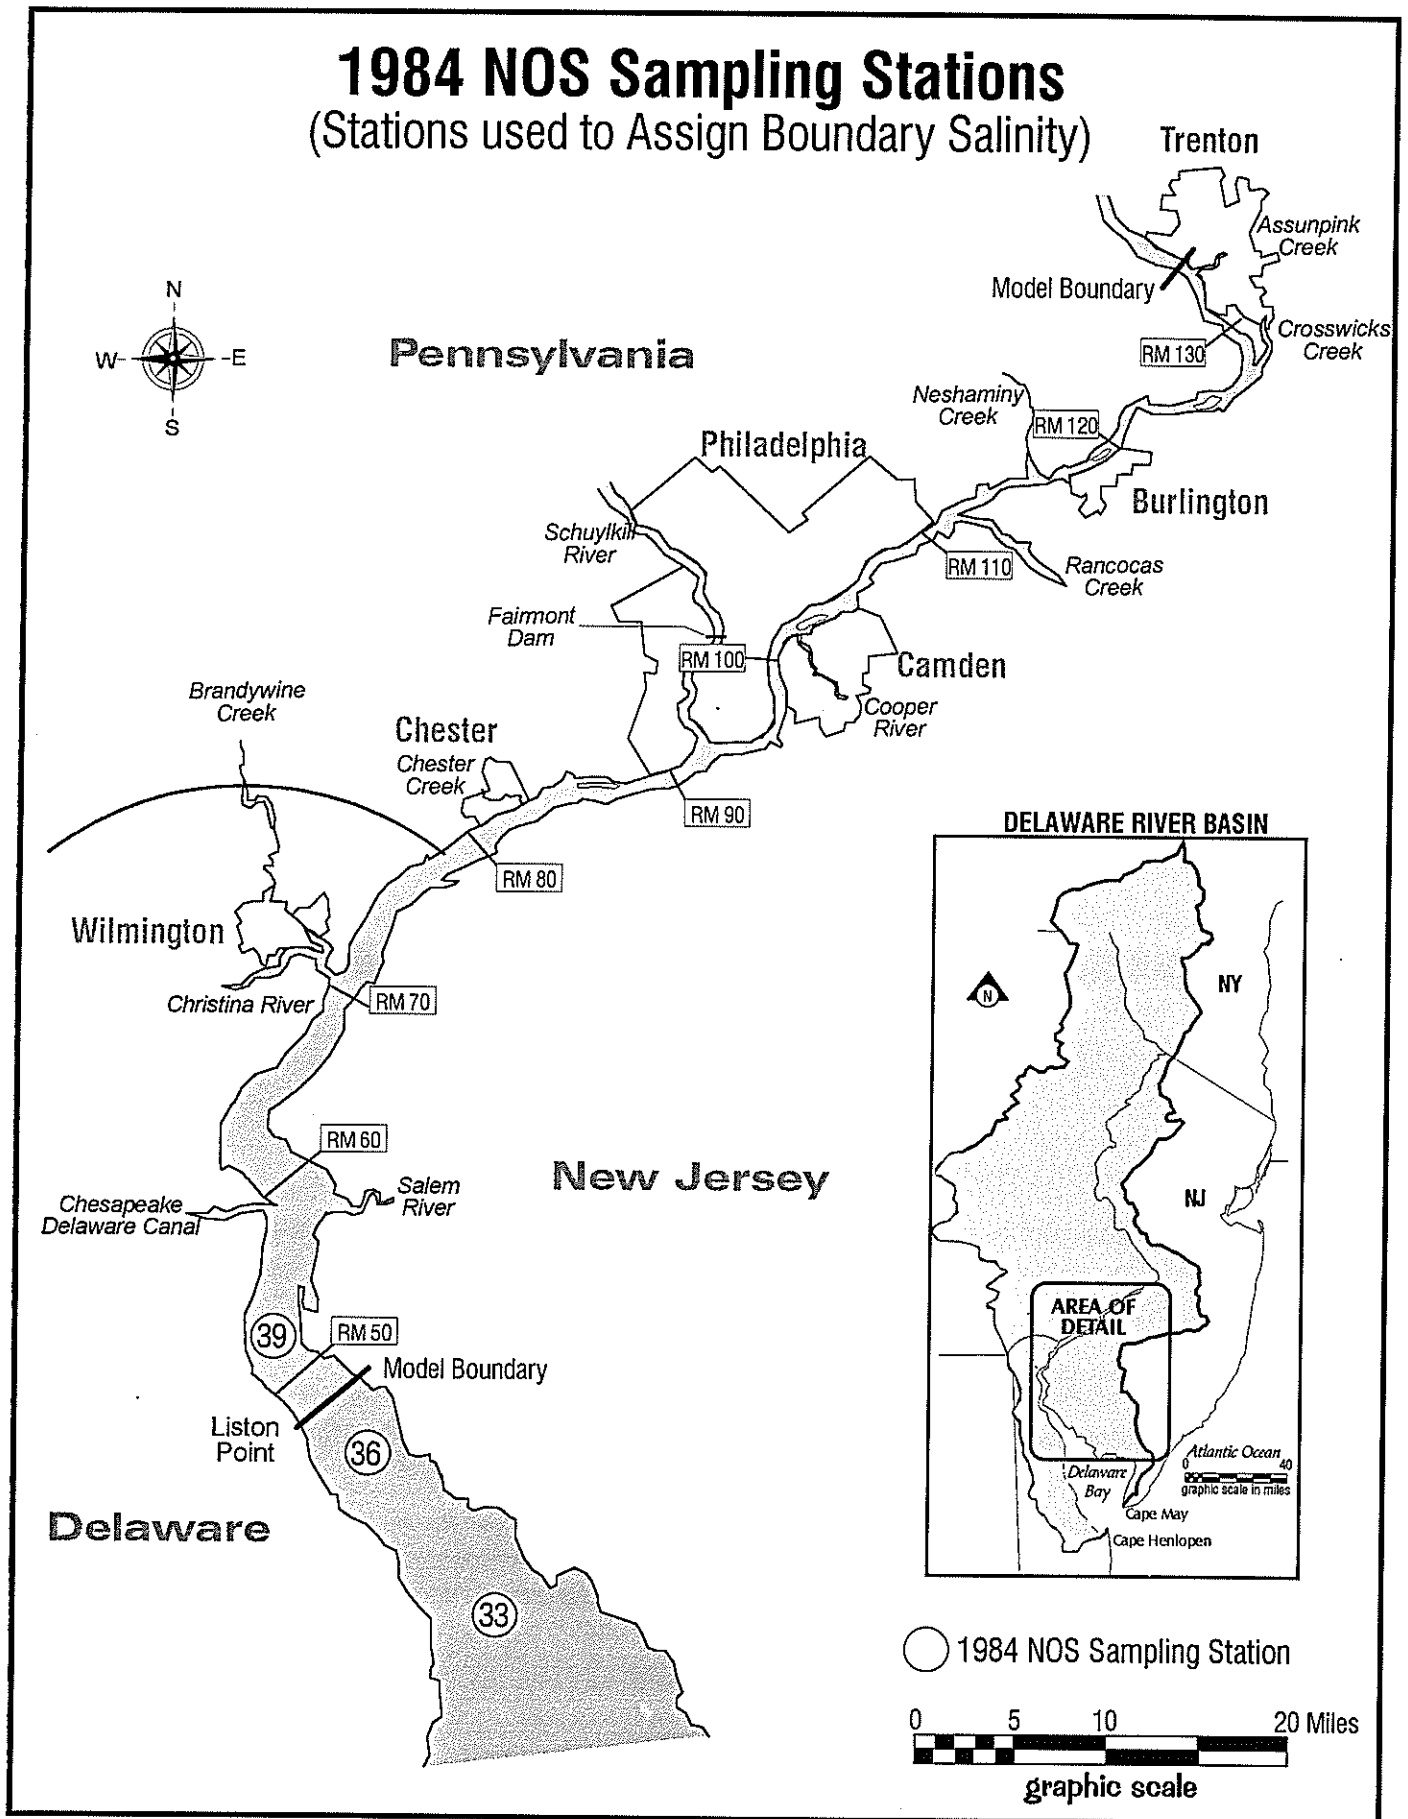 1984 NOS Sampling Stations
(Stations used to Assign Boundary Salinity)
Trenton
Assunpink
Creek
Model Boundary
N
W
E
S
Pennsylvania
Crosswicks
Creek
RM 130
Neshaminy
Creek
RM 120
Philadelphia
Burlington
Schuylkill
River
RM 110
Rancocas
Creek
Fairmont
Dam
RM 100
Camden
Brandywine
Creek
Cooper
River
Chester
Chester
Creek
RM 90
RM 80
Wilmington
Christina River
RM 70
RM 60
New Jersey
Salem
River
Chesapeake
Delaware Canal
39
RM 50
Model Boundary
Liston
Point
36
Delaware
33
DELAWARE RIVER BASIN
NY
N
NJ
AREA OF
DETAIL
Atlantic Ocean
0
40
graphic scale in miles
Delaware
Bay
Cape May
Cape Henlopen
1984 NOS Sampling Station
0 5 10 20 Miles
graphic scale